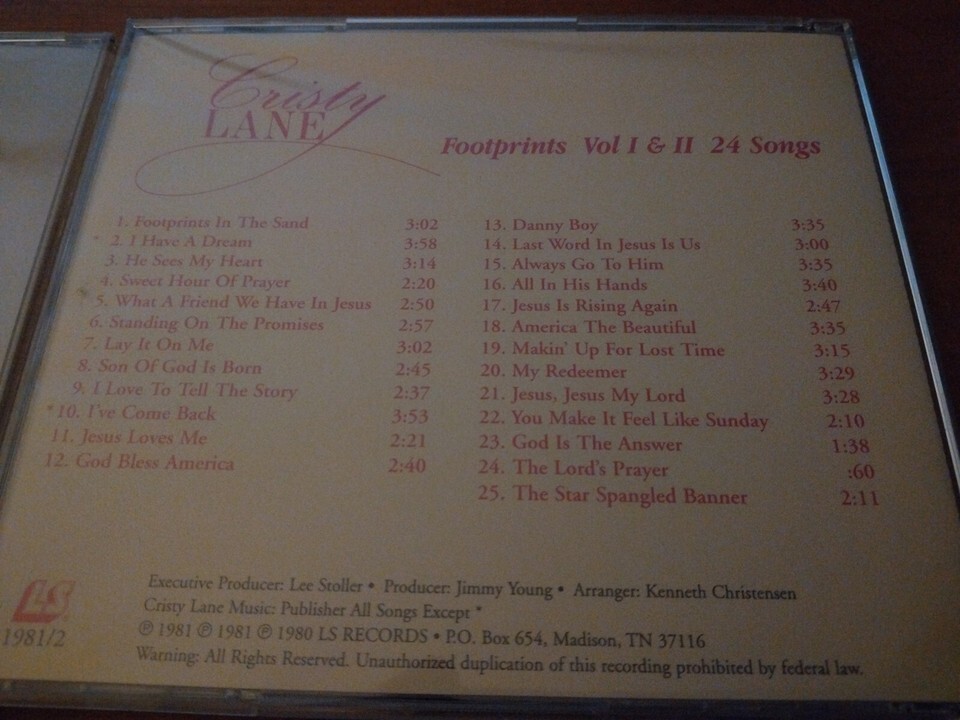 Cristy
LANE
Footprints Vol I & II 24 Songs
1. Footprints In The Sand 3:02
* 2. I Have A Dream 3:58
3. He Sees My Heart 3:14
4. Sweet Hour Of Prayer 2:20
5. What A Friend We Have In Jesus 2:50
6. Standing On The Promises 2:57
7. Lay It On Me 3:02
8. Son Of God Is Born 2:45
9. I Love To Tell The Story 2:37
*10. I've Come Back 3:53
11. Jesus Loves Me 2:21
12. God Bless America 2:40
13. Danny Boy 3:35
14. Last Word In Jesus Is Us 3:00
15. Always Go To Him 3:35
16. All In His Hands 3:40
17. Jesus Is Rising Again 2:47
18. America The Beautiful 3:35
19. Makin' Up For Lost Time 3:15
20. My Redeemer 3:29
21. Jesus, Jesus My Lord 3:28
22. You Make It Feel Like Sunday 2:10
23. God Is The Answer 1:38
24. The Lord's Prayer :60
25. The Star Spangled Banner 2:11
LS
1981/2
Executive Producer: Lee Stoller • Producer: Jimmy Young • Arranger: Kenneth Christensen
Cristy Lane Music: Publisher All Songs Except *
℗ 1981 ℗ 1981 ℗ 1980 LS RECORDS • P.O. Box 654, Madison, TN 37116
Warning: All Rights Reserved. Unauthorized duplication of this recording prohibited by federal law.